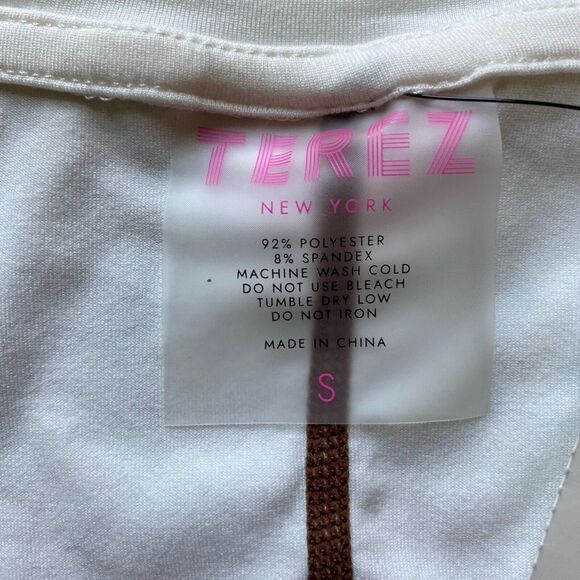 TEREZ
NEW YORK
92% POLYESTER
8% SPANDEX
MACHINE WASH COLD
DO NOT USE BLEACH
TUMBLE DRY LOW
DO NOT IRON
MADE IN CHINA
S